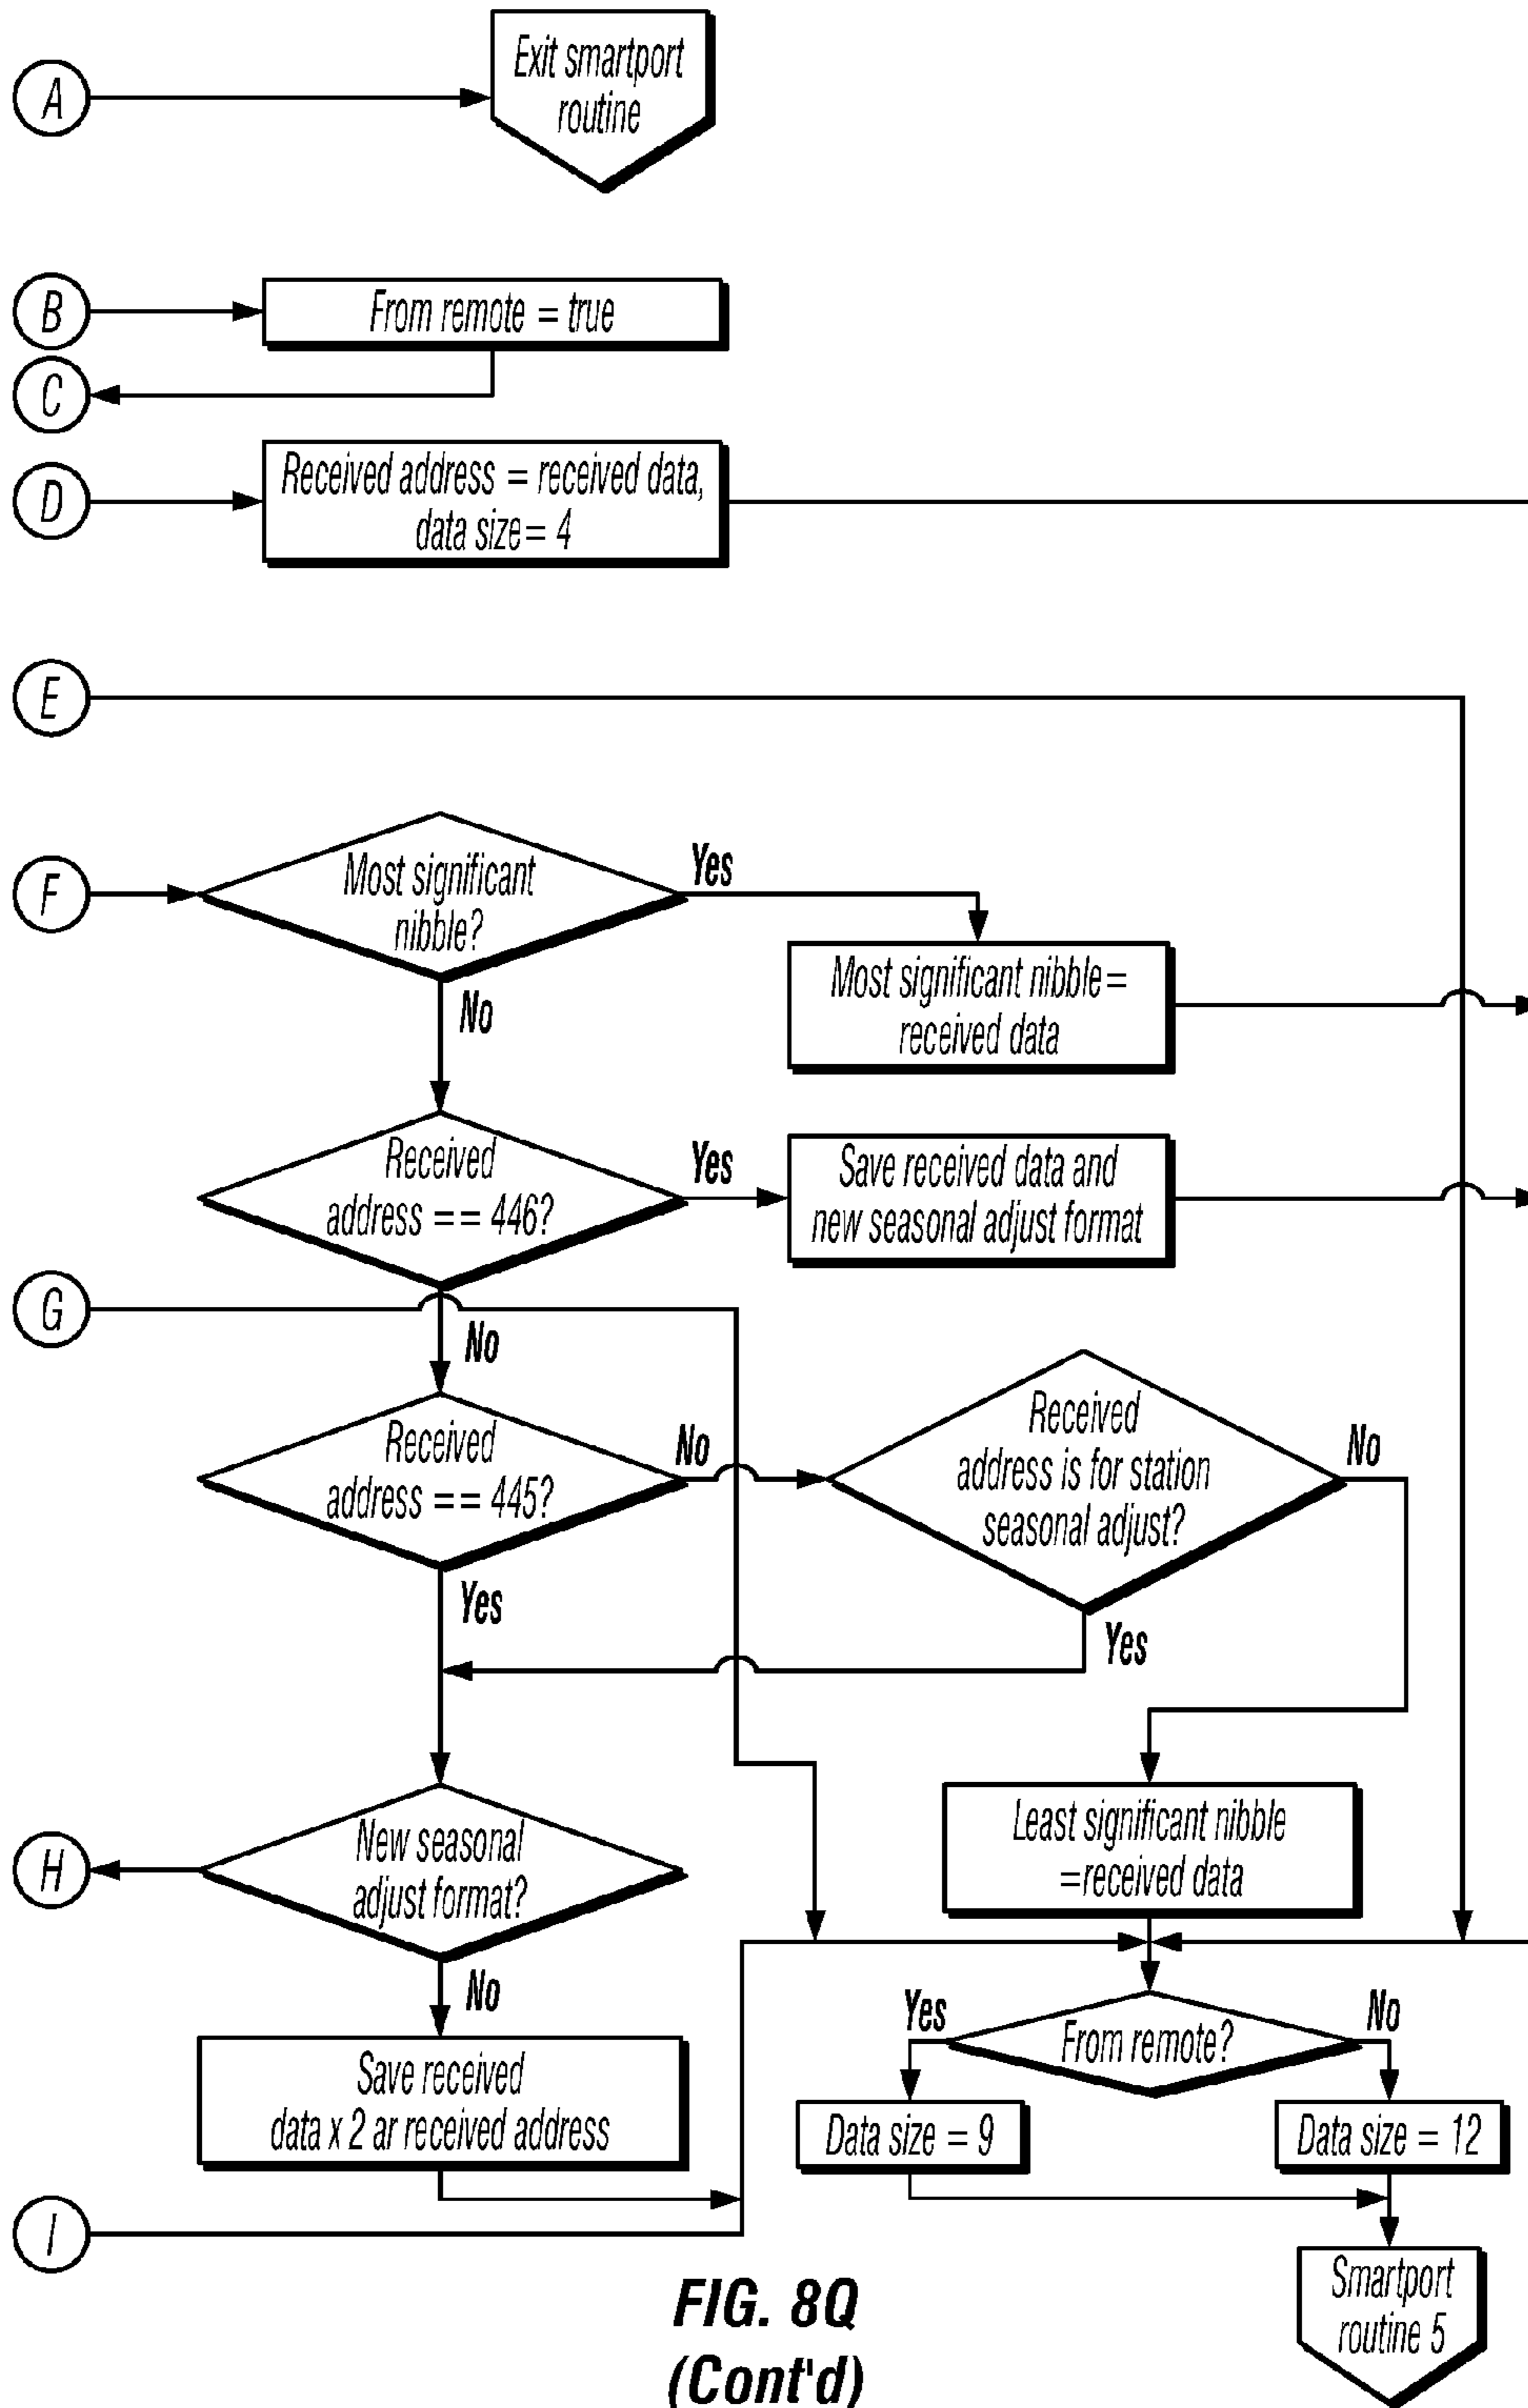 A
Exit smartport
routine
B
From remote = true
C
D
Received address = received data,
data size = 4
E
F
Most significant
nibble?
Yes
Most significant nibble =
received data
No
Received
address == 446?
Yes
Save received data and
new seasonal adjust format
G
No
Received
address == 445?
No
Received
address is for station
seasonal adjust?
No
Yes
Yes
H
New seasonal
adjust format?
Least significant nibble
=received data
No
Yes
From remote?
No
Save received
data x 2 ar received address
Data size = 9
Data size = 12
I
Smartport
routine 5
FIG. 8Q
(Cont'd)